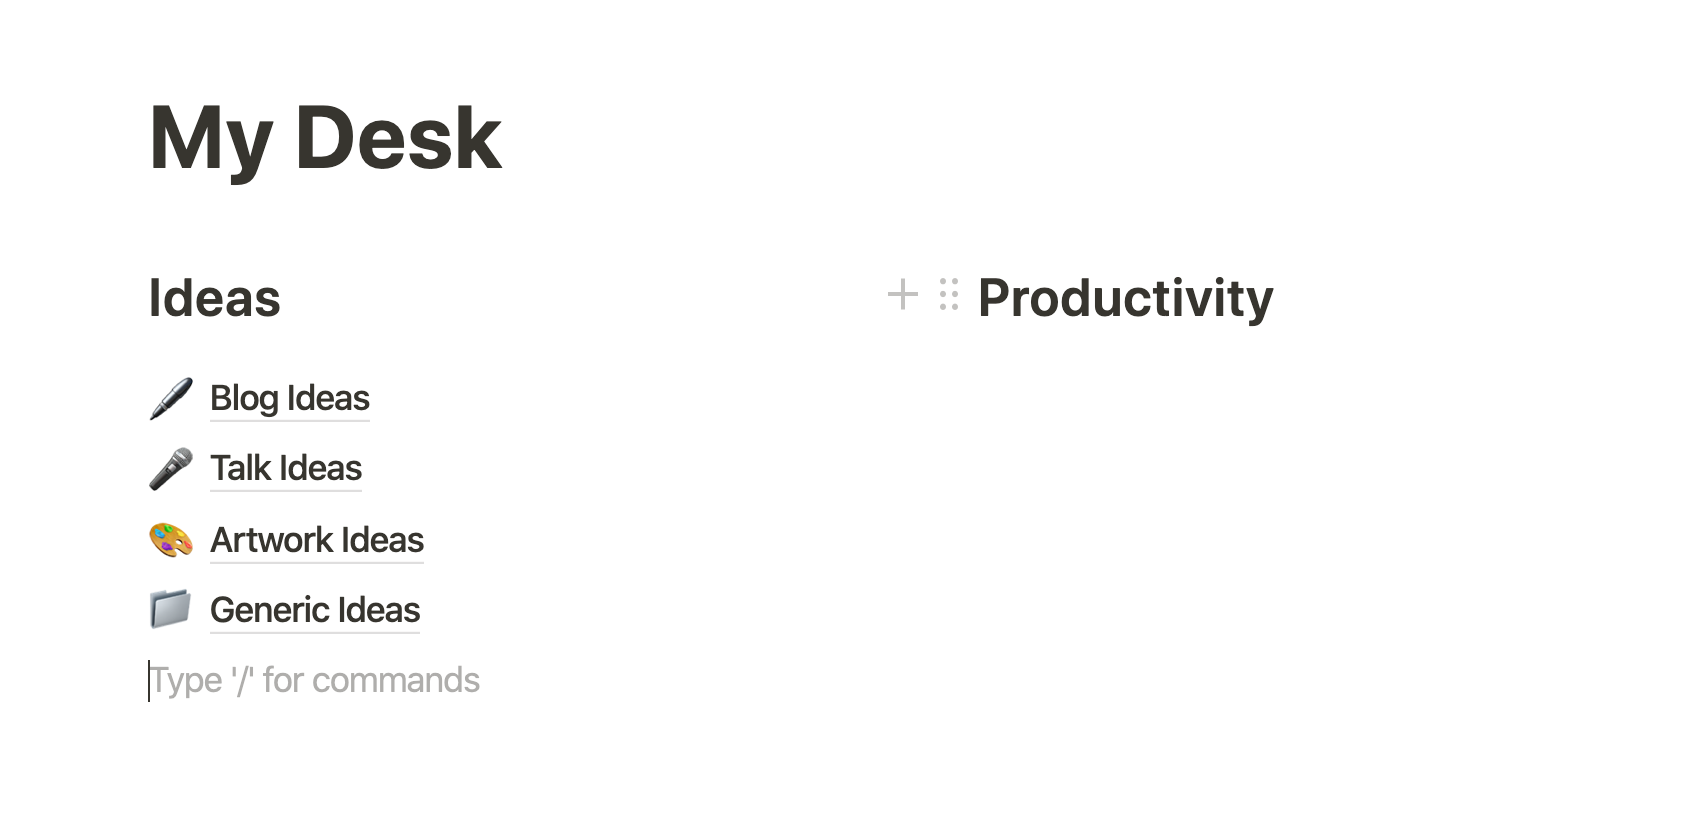 My Desk
Ideas
Blog Ideas
Talk Ideas
Artwork Ideas
Generic Ideas
Type '/' for commands
Productivity